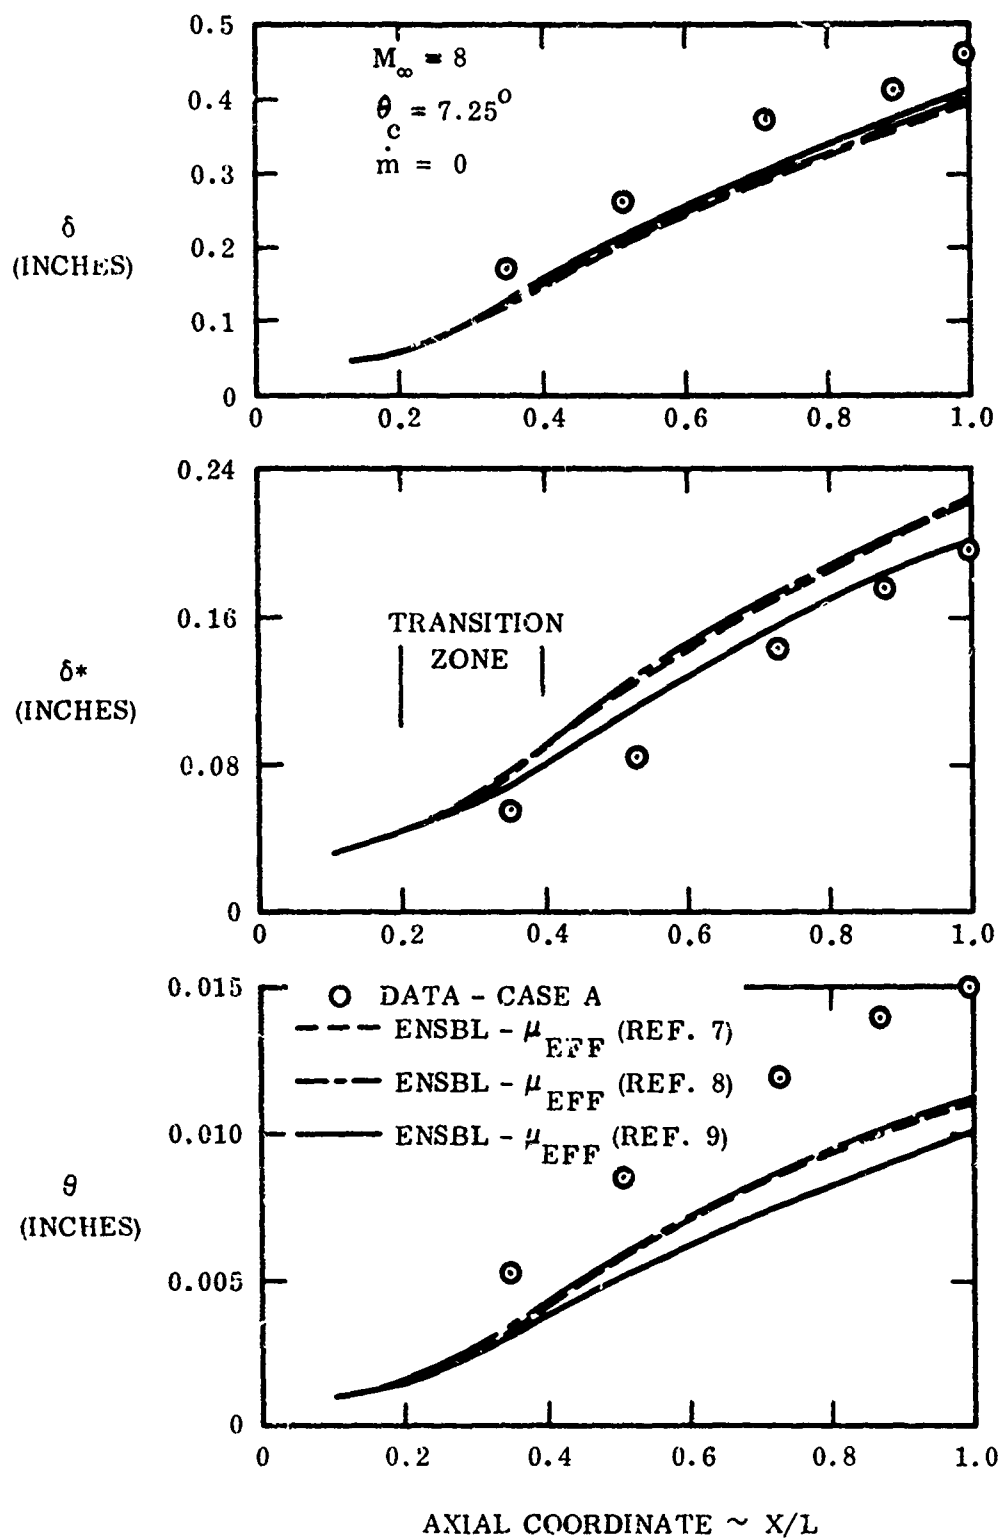 0.5
M∞ = 8
0.4
θc = 7.25°
ṁ = 0
0.3
δ
0.2
(INCHES)
0.1
0
0 0.2 0.4 0.6 0.8 1.0
0.24
0.16
TRANSITION
ZONE
δ*
(INCHES)
0.08
0
0 0.2 0.4 0.6 0.8 1.0
0.015
DATA - CASE A
ENSBL - μEFF (REF. 7)
ENSBL - μEFF (REF. 8)
0.010
ENSBL - μEFF (REF. 9)
θ
(INCHES)
0.005
0
0 0.2 0.4 0.6 0.8 1.0
AXIAL COORDINATE ~ X/L